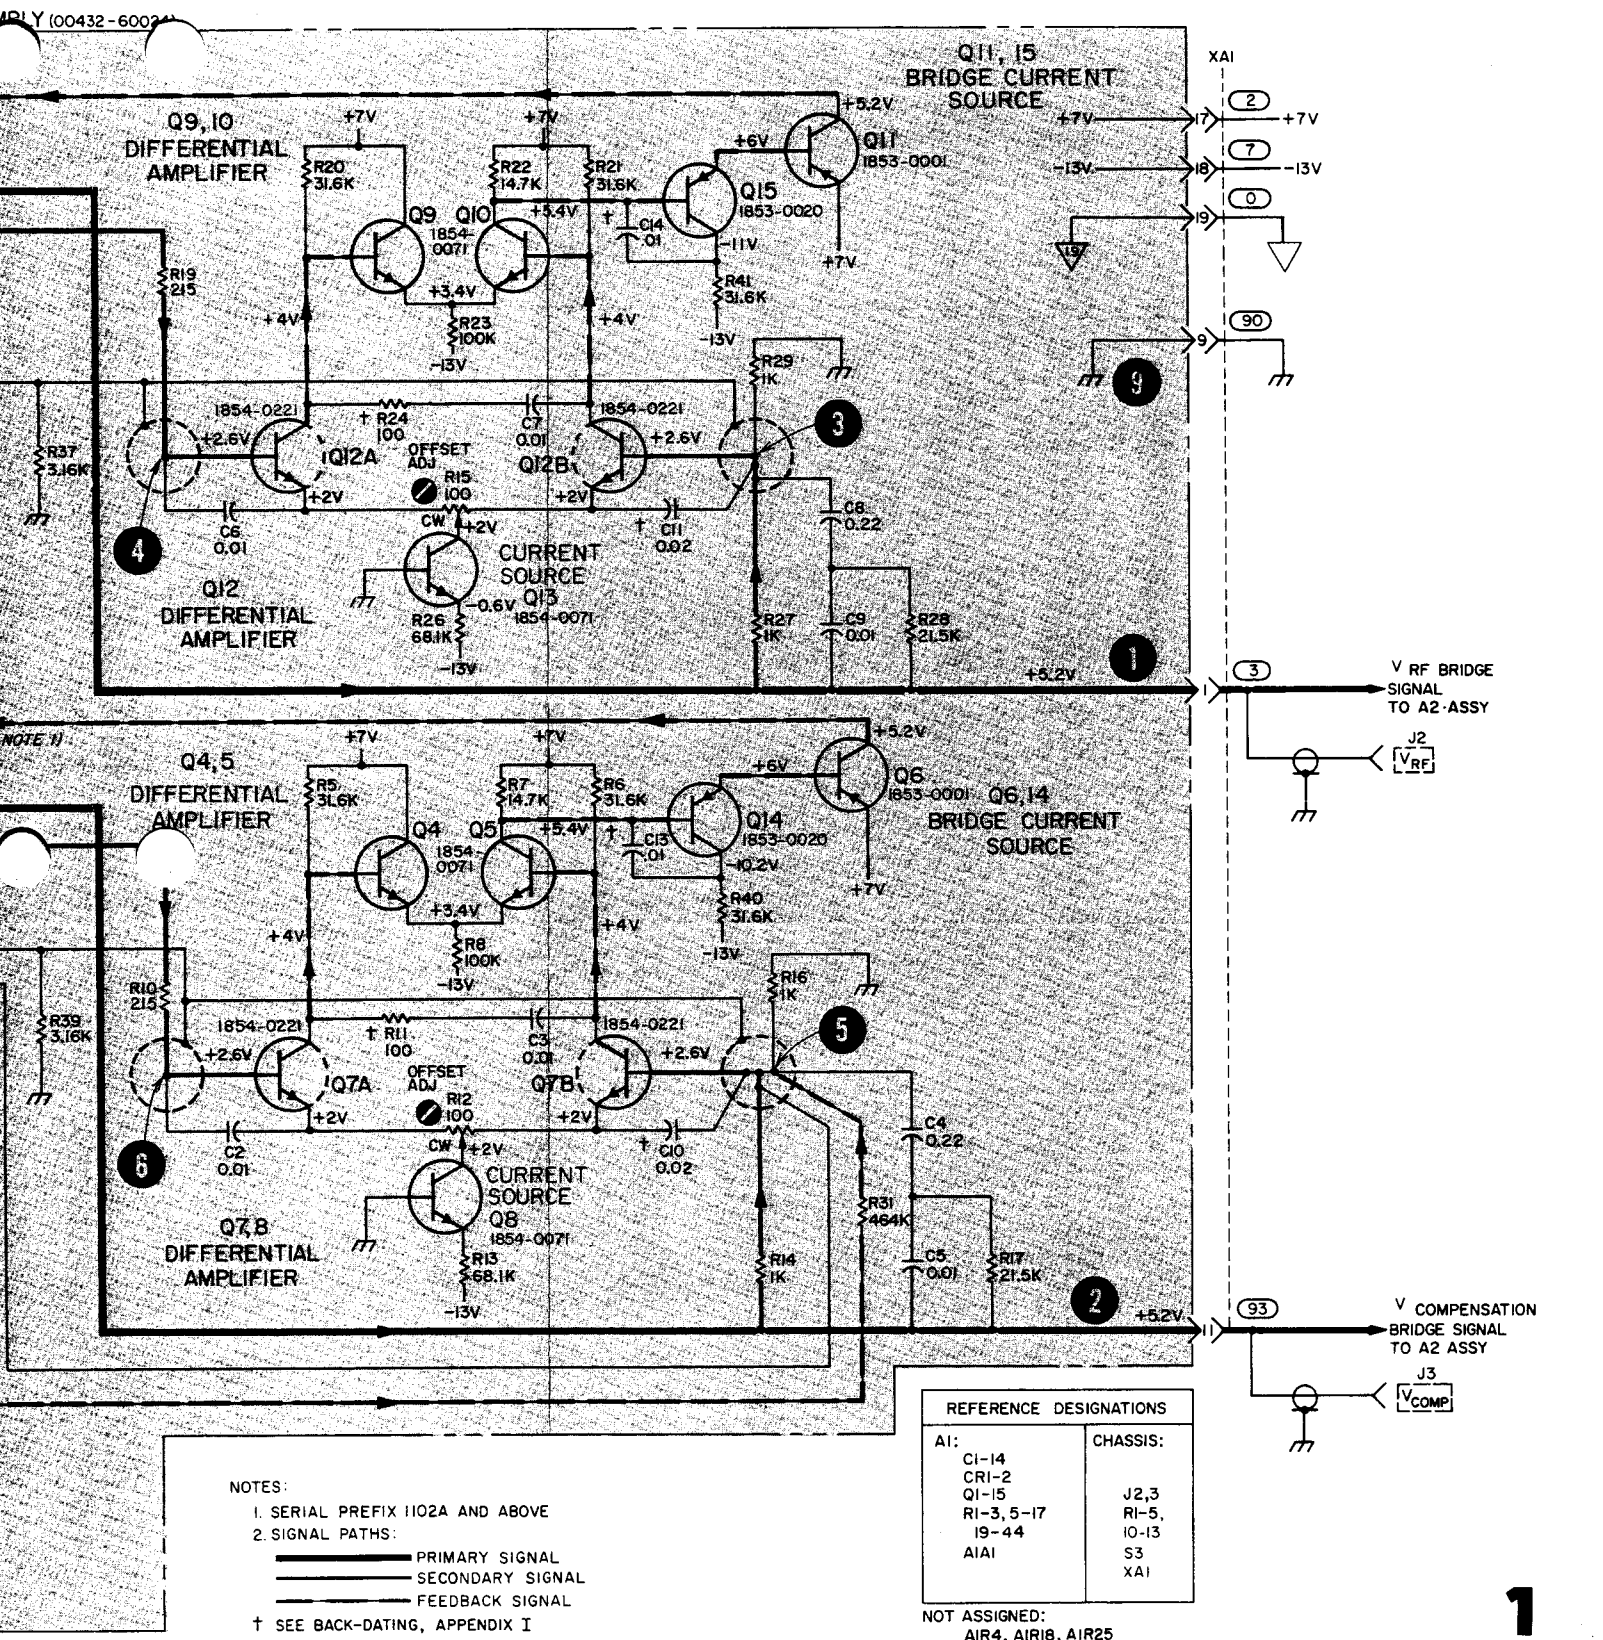 MBLY (00432-60024)
Q11, 15
BRIDGE CURRENT
SOURCE
XA1
2
+7V
17
+7V
7
-13V
18
-13V
0
19
19
90
9
9
Q9,10
DIFFERENTIAL
AMPLIFIER
+7V
+7V
+5.2V
R20
31.6K
R22
14.7K
R21
31.6K
+6V
Q11
1853-0001
Q15
1853-0020
Q9
Q10
1854-
0071
+5.4V
†
C14
.01
-11V
+7V
R19
215
+3.4V
R41
31.6K
+4V
R23
100K
+4V
-13V
-13V
R29
1K
3
1854-0221
†
R24
100
C7
0.01
1854-0221
R37
3.16K
+2.6V
Q12A
OFFSET
ADJ
R15
100
Q12B
+2.6V
+2V
+2V
4
C6
0.01
CW
+2V
†
C11
0.02
C8
0.22
CURRENT
SOURCE
Q13
1854-0071
Q12
DIFFERENTIAL
AMPLIFIER
-0.6V
R26
68.1K
-13V
R27
1K
C9
0.01
R28
21.5K
1
+5.2V
1
3
V RF BRIDGE
SIGNAL
TO A2 ASSY
J2
VRF
NOTE 1)
Q4,5
DIFFERENTIAL
AMPLIFIER
+7V
+7V
+5.2V
R5
31.6K
R7
14.7K
R6
31.6K
+6V
Q6
1853-0001
Q6,14
BRIDGE CURRENT
SOURCE
Q4
Q5
1854-
0071
+5.4V
†
C13
.01
Q14
1853-0020
-10.2V
+7V
+3.4V
R40
31.6K
+4V
R8
100K
+4V
-13V
-13V
R16
1K
R10
215
5
R39
3.16K
1854-0221
†
R11
100
C3
0.01
1854-0221
+2.6V
Q7A
OFFSET
ADJ
R12
100
Q7B
+2.6V
+2V
+2V
6
C2
0.01
CW
+2V
†
C10
0.02
C4
0.22
CURRENT
SOURCE
Q8
1854-0071
Q7,8
DIFFERENTIAL
AMPLIFIER
R13
68.1K
-13V
R14
1K
R31
464K
C5
0.01
R17
21.5K
2
+5.2V
11
93
V COMPENSATION
BRIDGE SIGNAL
TO A2 ASSY
J3
VCOMP
REFERENCE DESIGNATIONS
A1:
C1-14
CR1-2
Q1-15
R1-3, 5-17
19-44
A1A1
CHASSIS:
J2,3
R1-5,
10-13
S3
XA1
NOT ASSIGNED:
A1R4, A1R18, A1R25
NOTES:
1. SERIAL PREFIX 1102A AND ABOVE
2. SIGNAL PATHS:
PRIMARY SIGNAL
SECONDARY SIGNAL
FEEDBACK SIGNAL
† SEE BACK-DATING, APPENDIX I
1